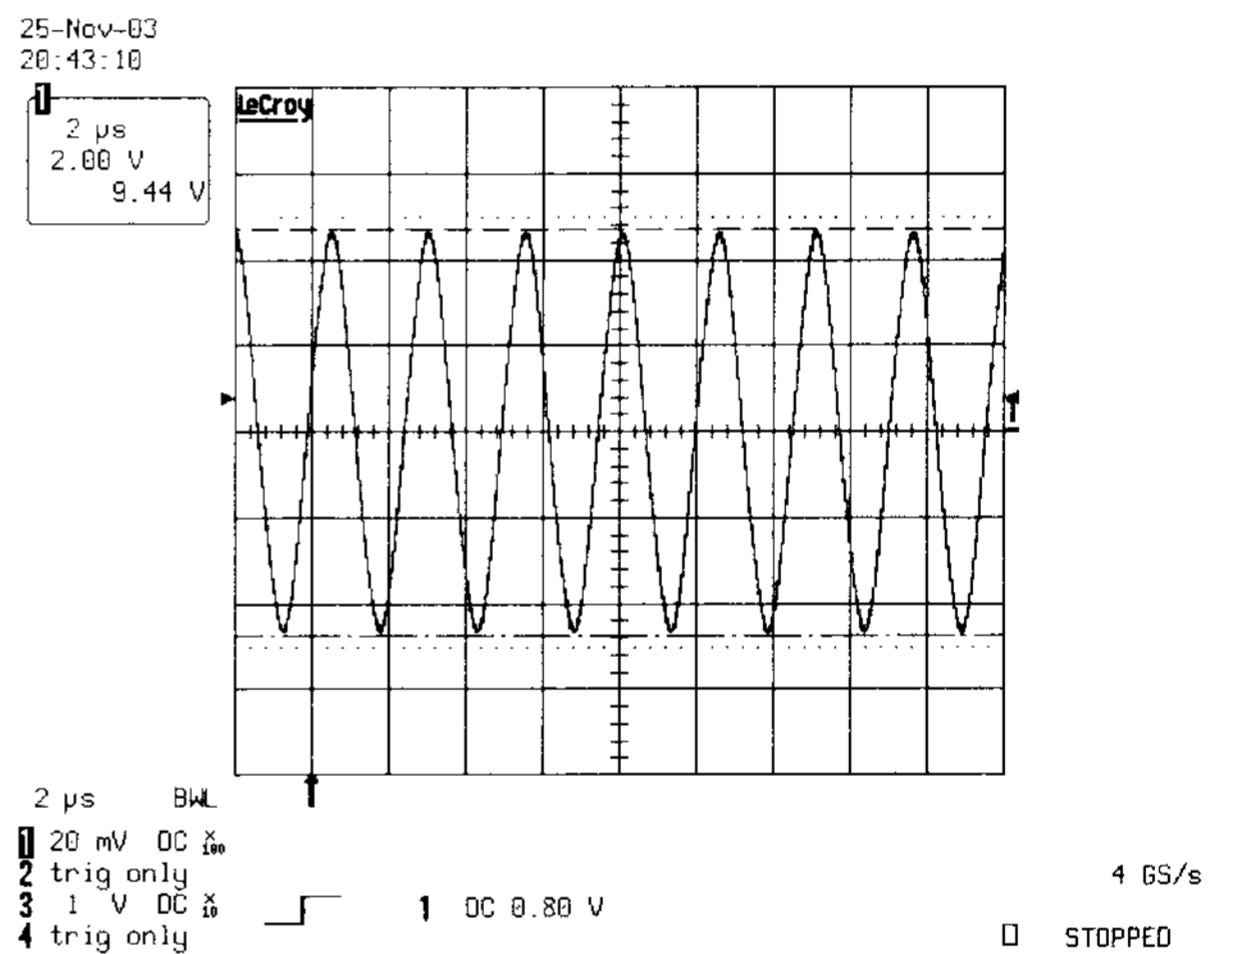 25-Nov-03
20:43:10
1
2 µs
2.00 V
9.44 V
LeCroy
2 µs BWL
1 20 mV DC X100
2 trig only
3 1 V DC X10
4 trig only
1 DC 0.80 V
4 GS/s
STOPPED